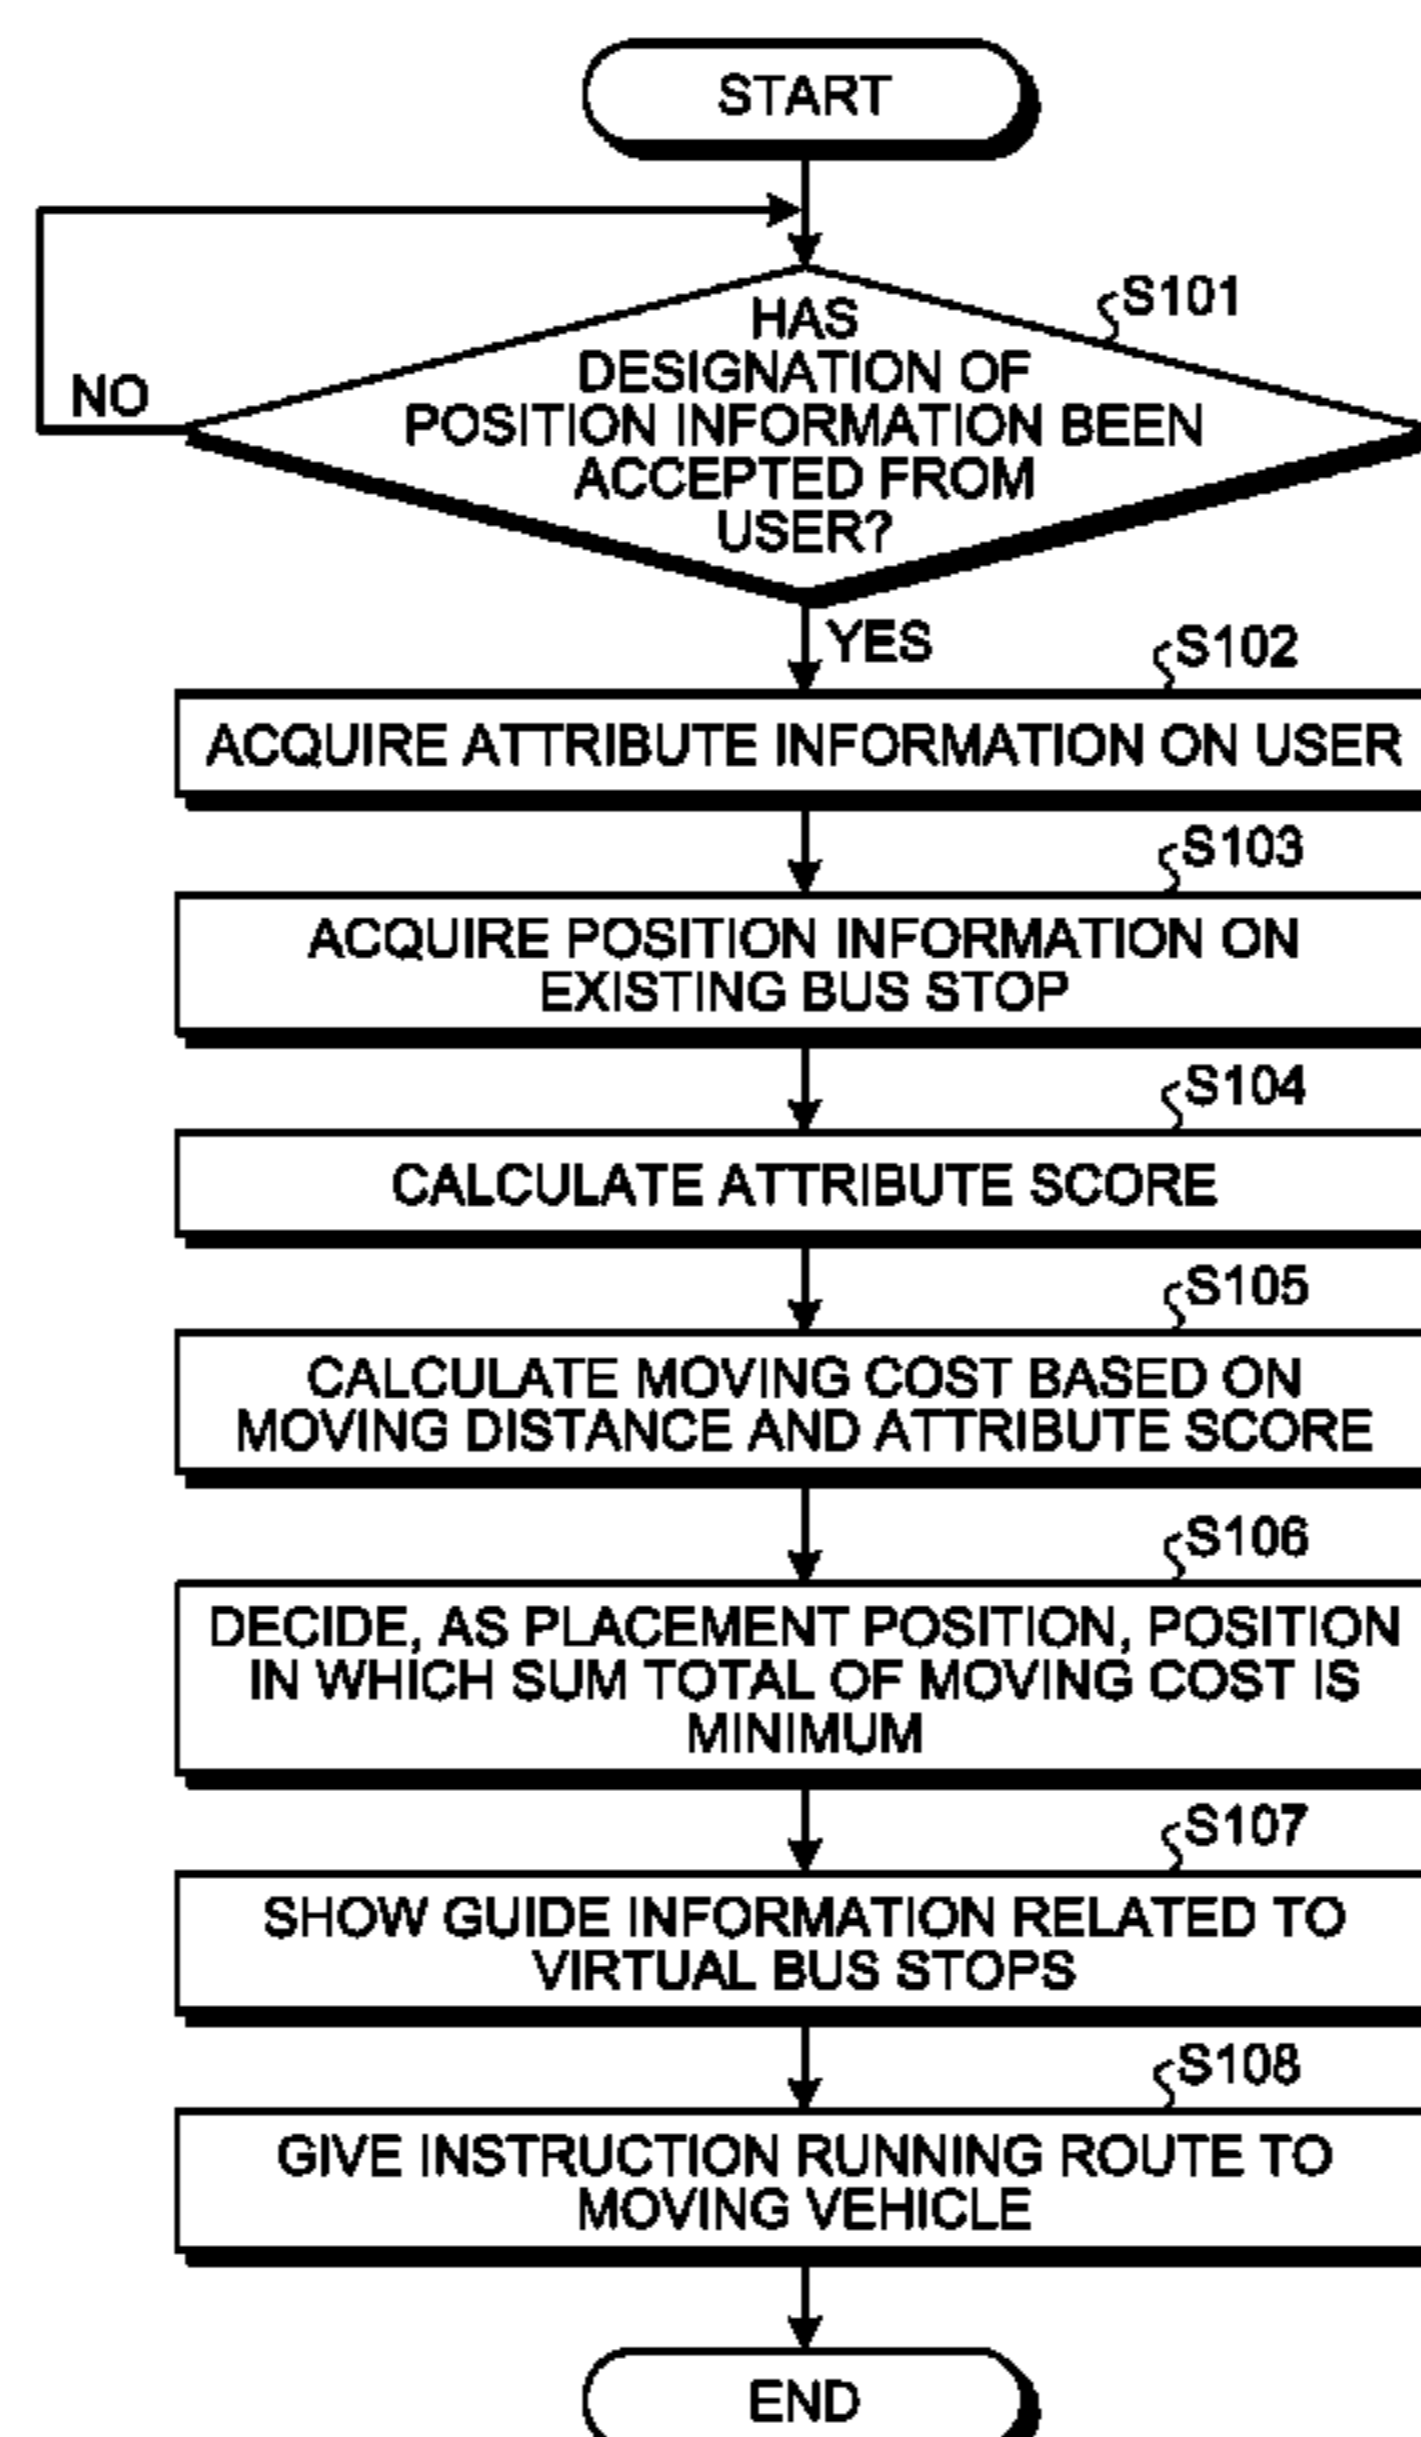 START
S101
HAS
DESIGNATION OF
POSITION INFORMATION BEEN
ACCEPTED FROM
USER?
NO
YES
S102
ACQUIRE ATTRIBUTE INFORMATION ON USER
S103
ACQUIRE POSITION INFORMATION ON
EXISTING BUS STOP
S104
CALCULATE ATTRIBUTE SCORE
S105
CALCULATE MOVING COST BASED ON
MOVING DISTANCE AND ATTRIBUTE SCORE
S106
DECIDE, AS PLACEMENT POSITION, POSITION
IN WHICH SUM TOTAL OF MOVING COST IS
MINIMUM
S107
SHOW GUIDE INFORMATION RELATED TO
VIRTUAL BUS STOPS
S108
GIVE INSTRUCTION RUNNING ROUTE TO
MOVING VEHICLE
END